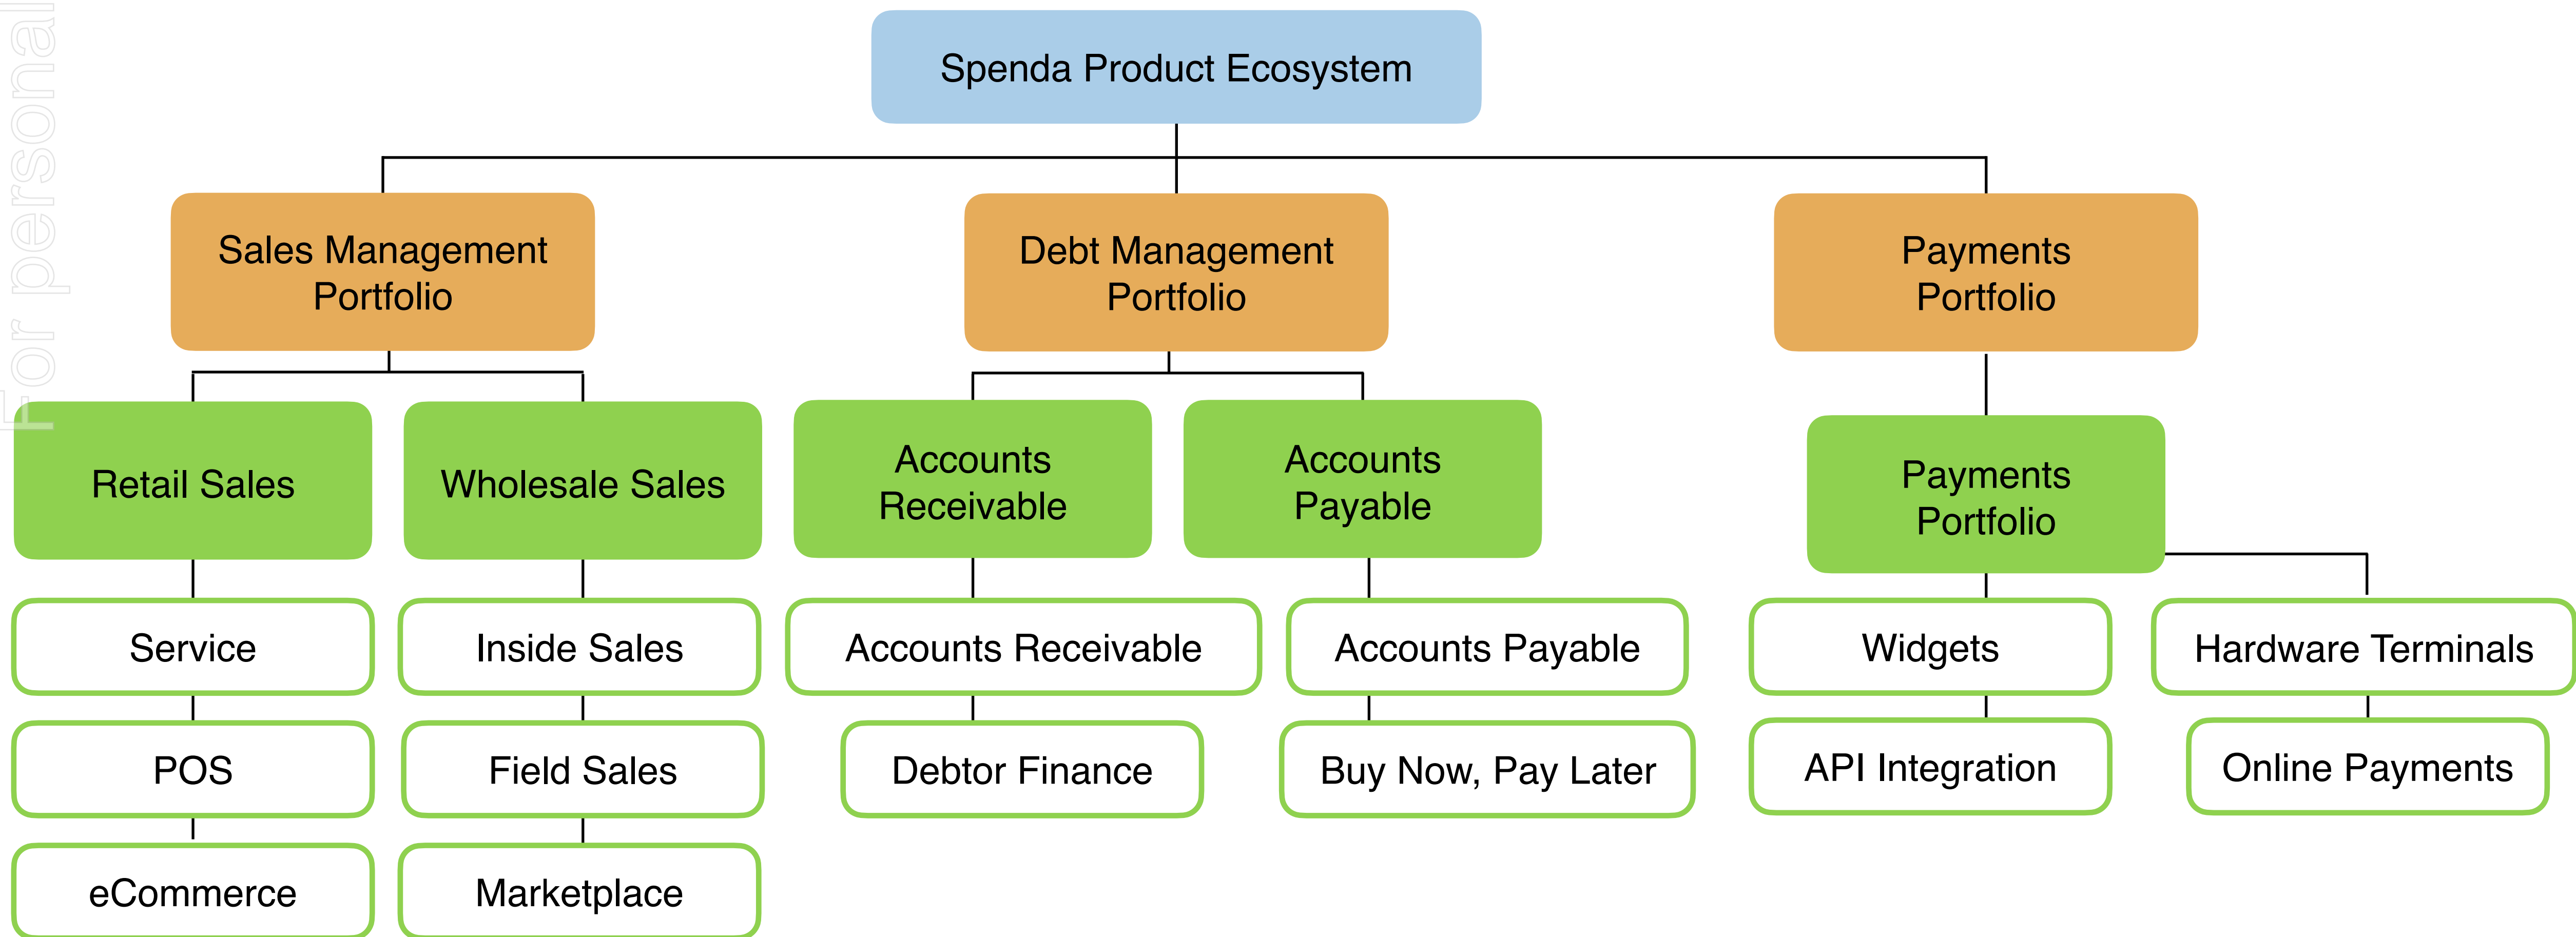 For personal
Spenda Product Ecosystem
Sales Management
Portfolio
Debt Management
Portfolio
Payments
Portfolio
Retail Sales
Wholesale Sales
Accounts
Receivable
Accounts
Payable
Payments
Portfolio
Service
Inside Sales
Accounts Receivable
Accounts Payable
Widgets
Hardware Terminals
POS
Field Sales
Debtor Finance
Buy Now, Pay Later
API Integration
Online Payments
eCommerce
Marketplace